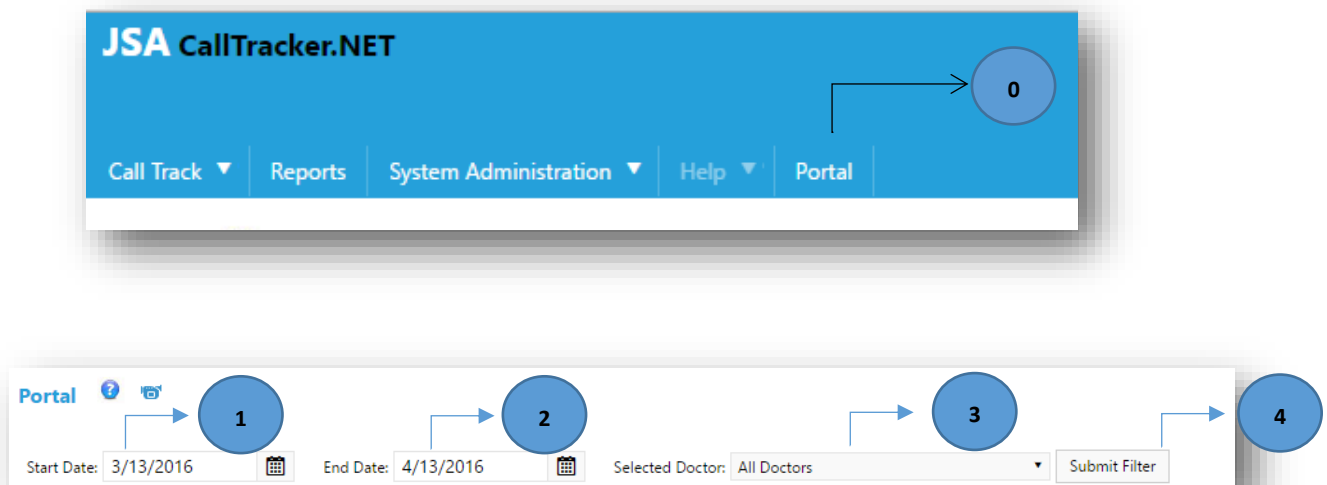 JSA CallTracker.NET
0
Call Track ▼ Reports System Administration ▼ Help ▼ Portal
Portal ?
1 2 3 4
Start Date: 3/13/2016 End Date: 4/13/2016 Selected Doctor: All Doctors ▼ Submit Filter